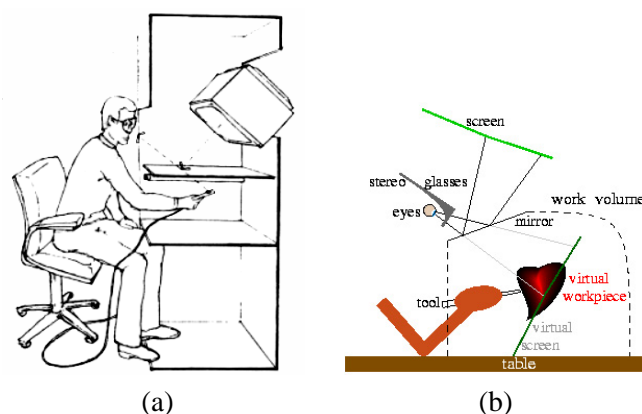 screen
stereo glasses
eyes
work volume
mirror
virtual
workpiece
tool
virtual
screen
table
(a)
(b)